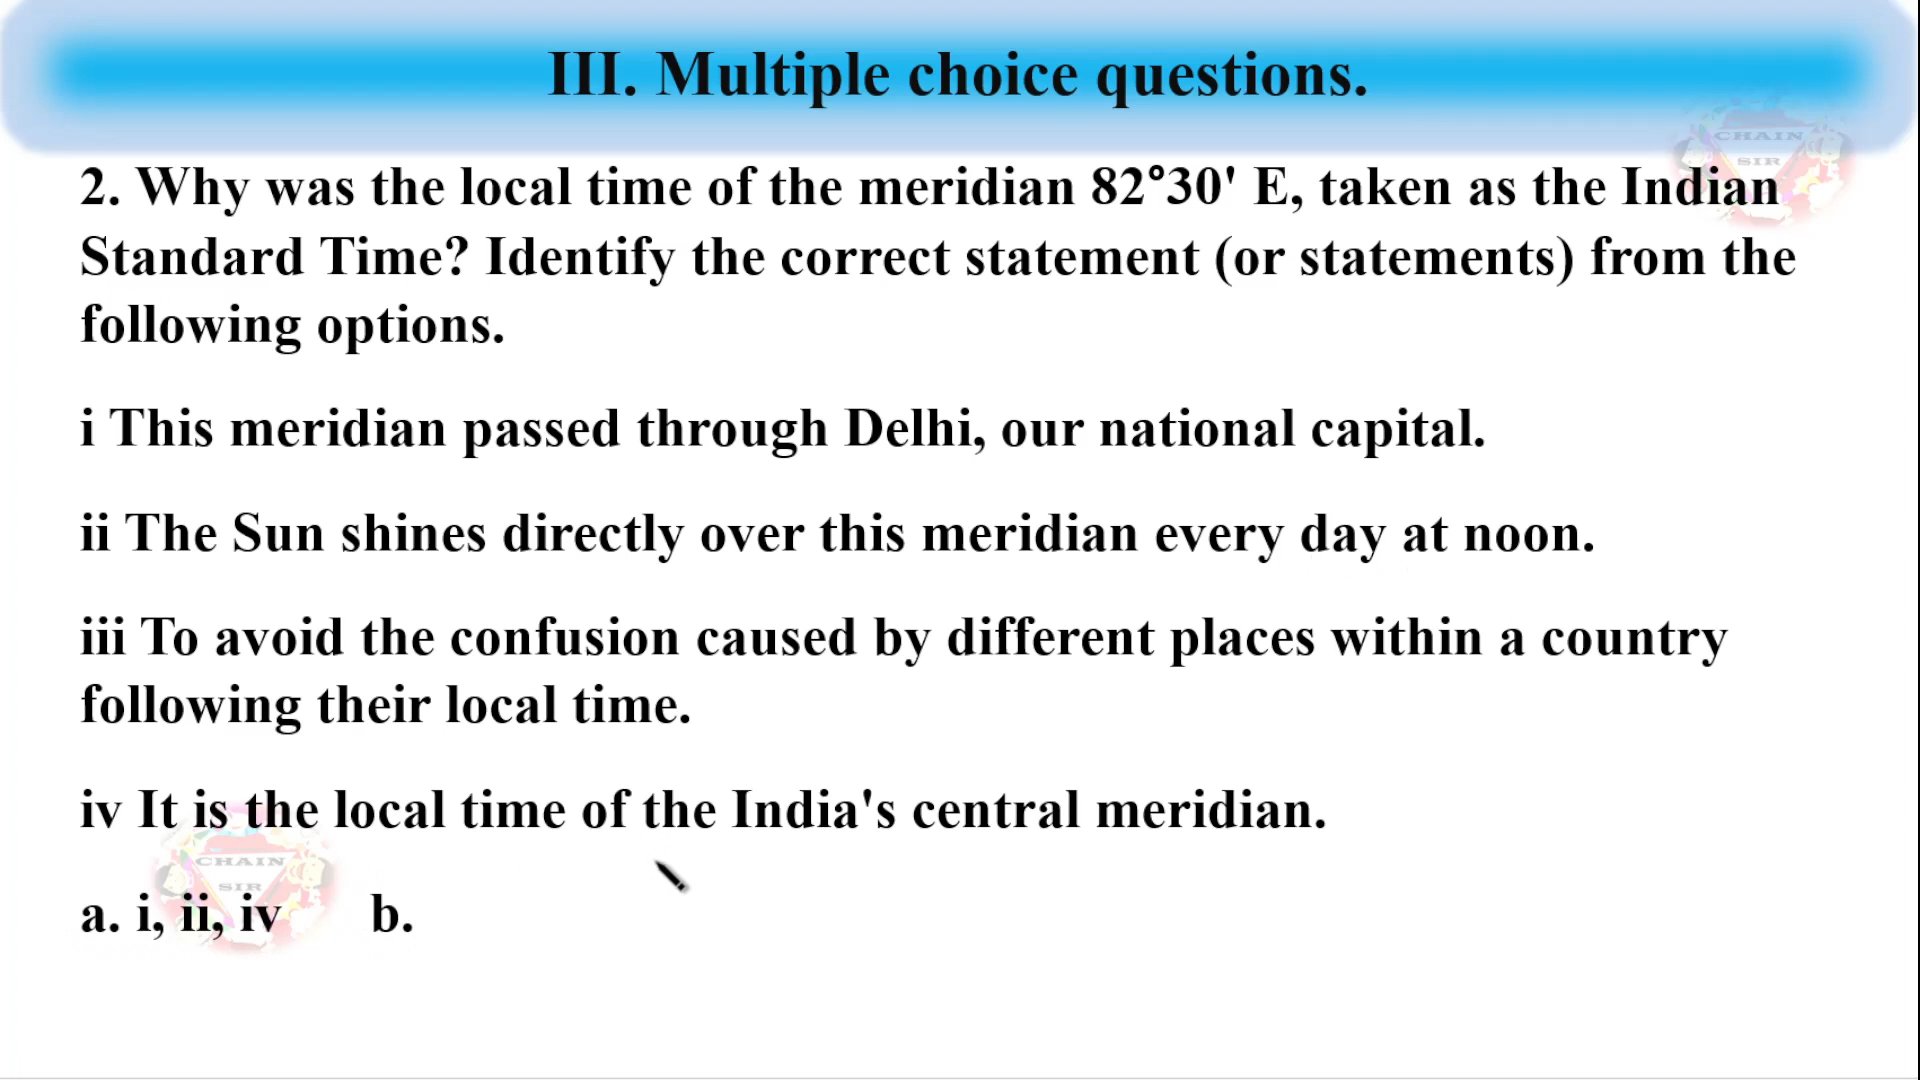 III. Multiple choice questions.
CHAIN
SIR
2. Why was the local time of the meridian 82°30' E, taken as the Indian
Standard Time? Identify the correct statement (or statements) from the
following options.
i This meridian passed through Delhi, our national capital.
ii The Sun shines directly over this meridian every day at noon.
iii To avoid the confusion caused by different places within a country
following their local time.
iv It is the local time of the India's central meridian.
CHAIN
SIR
a. i, ii, iv b.